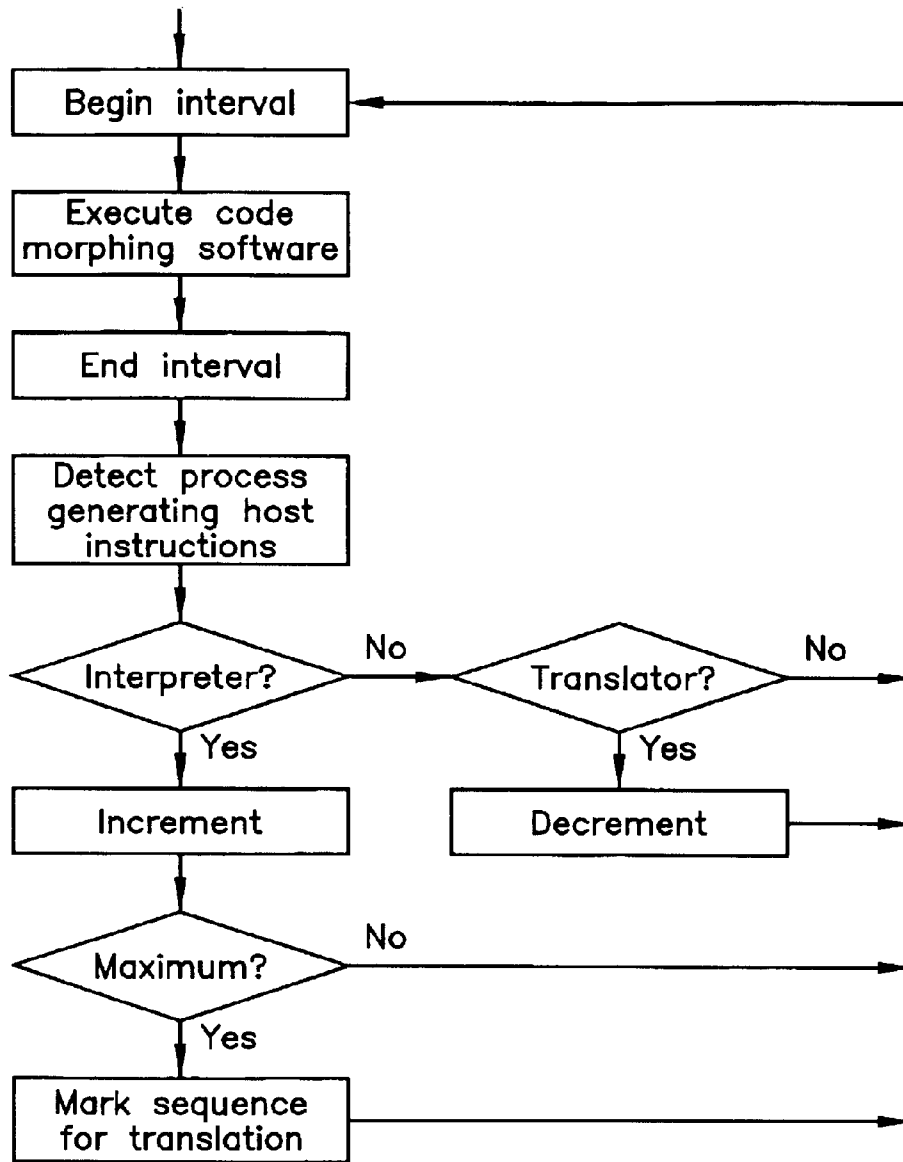 Begin interval
Execute code
morphing software
End interval
Detect process
generating host
instructions
Interpreter?
No
Translator?
No
Yes
Yes
Increment
Decrement
Maximum?
No
Yes
Mark sequence
for translation